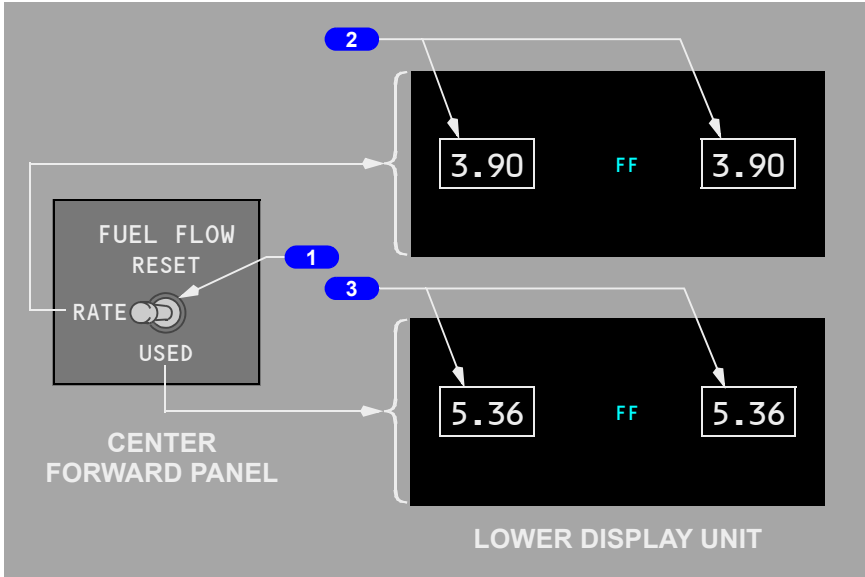 2
3.90 FF 3.90
FUEL FLOW
RESET
1
RATE
USED
3
5.36 FF 5.36
CENTER
FORWARD PANEL
LOWER DISPLAY UNIT